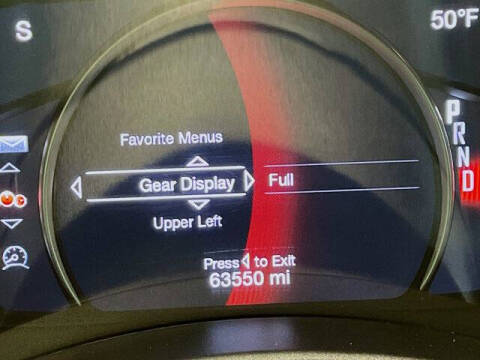 S
50°F
Favorite Menus
Gear Display
Full
Upper Left
Press to Exit
63550 mi
P
R
N
D